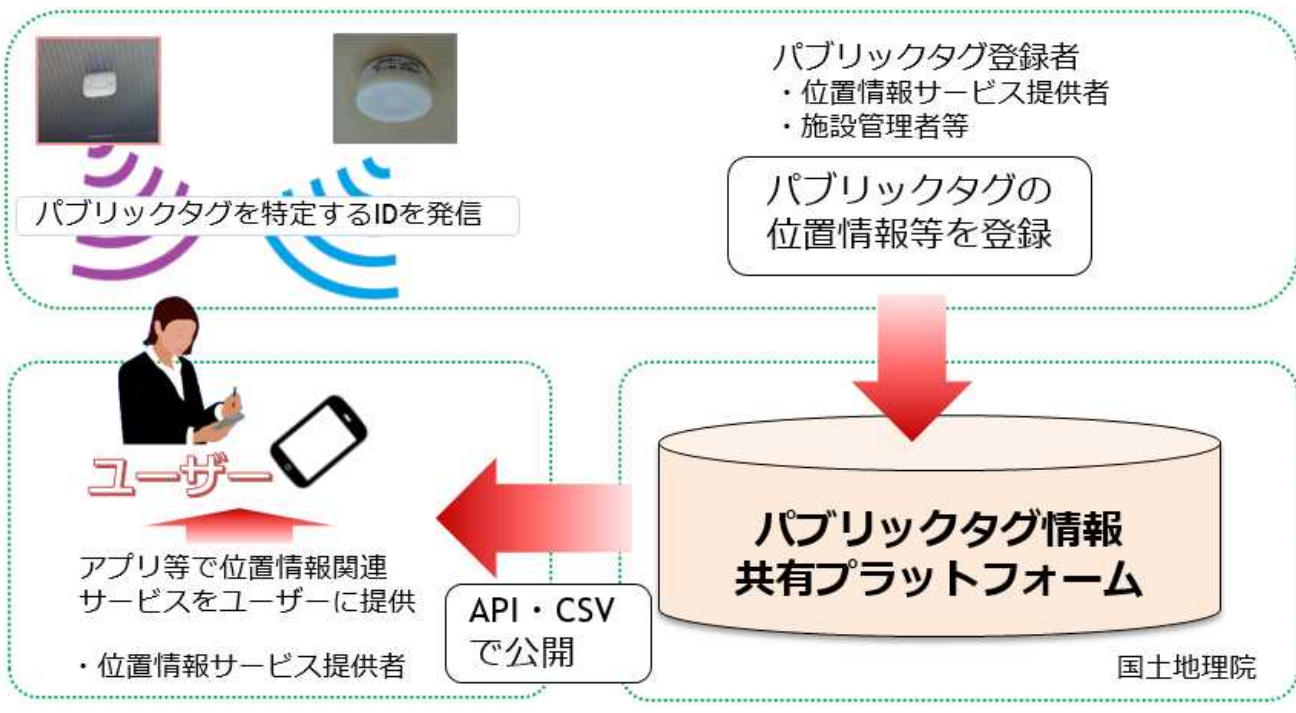 パブリックタグ登録者
・位置情報サービス提供者
・施設管理者等
パブリックタグを特定するIDを発信
パブリックタグの
位置情報等を登録
ユーザー
アプリ等で位置情報関連
サービスをユーザーに提供
・位置情報サービス提供者
API・CSV
で公開
パブリックタグ情報
共有プラットフォーム
国土地理院